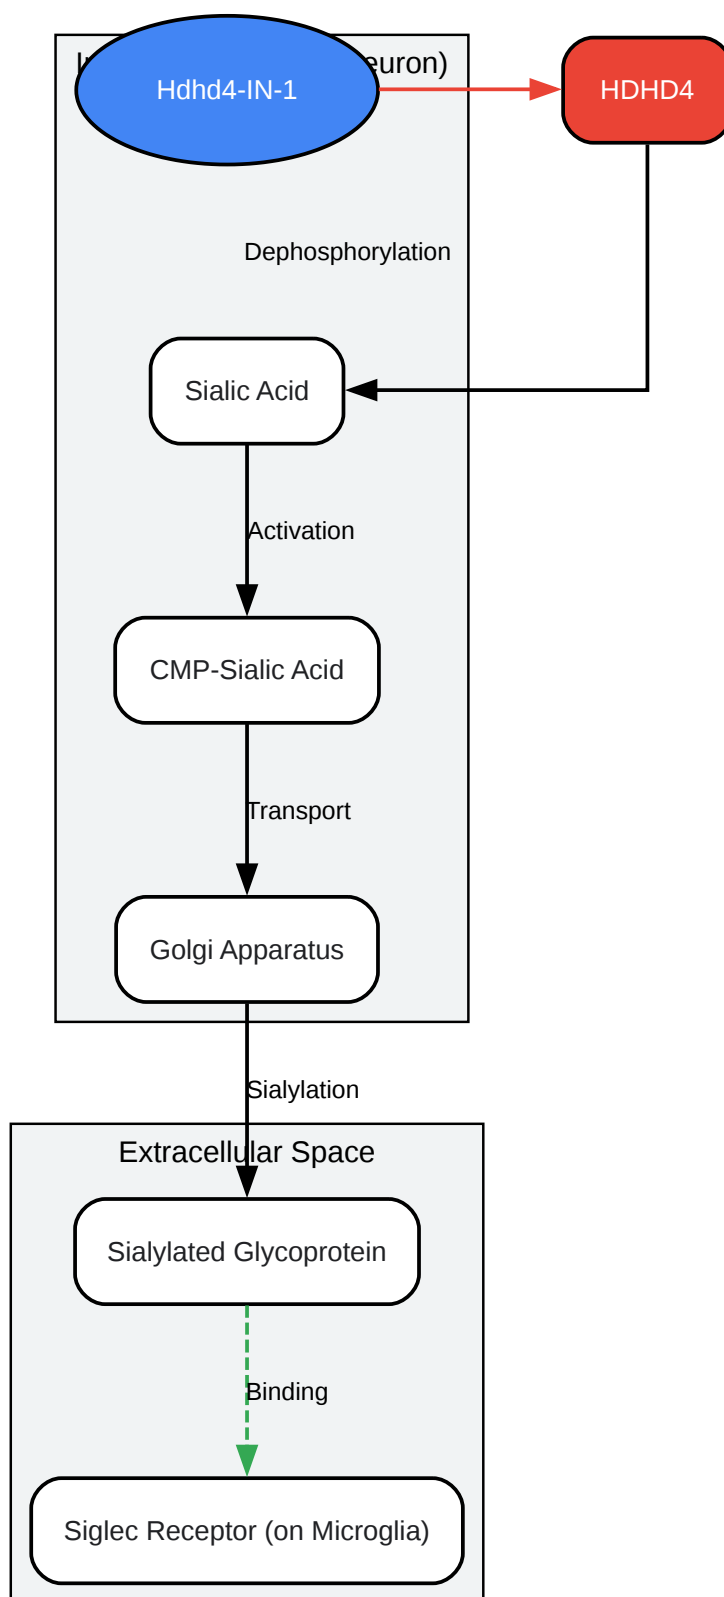 euron)
Hdhd4-IN-1
HDHD4
Dephosphorylation
Sialic Acid
Activation
CMP-Sialic Acid
Transport
Golgi Apparatus
Sialylation
Extracellular Space
Sialylated Glycoprotein
Binding
Siglec Receptor (on Microglia)